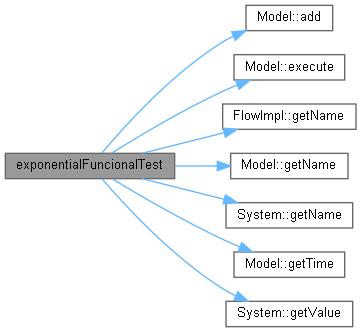 Model::add
Model::execute
FlowImpl::getName
exponentialFuncionalTest
Model::getName
System::getName
Model::getTime
System::getValue